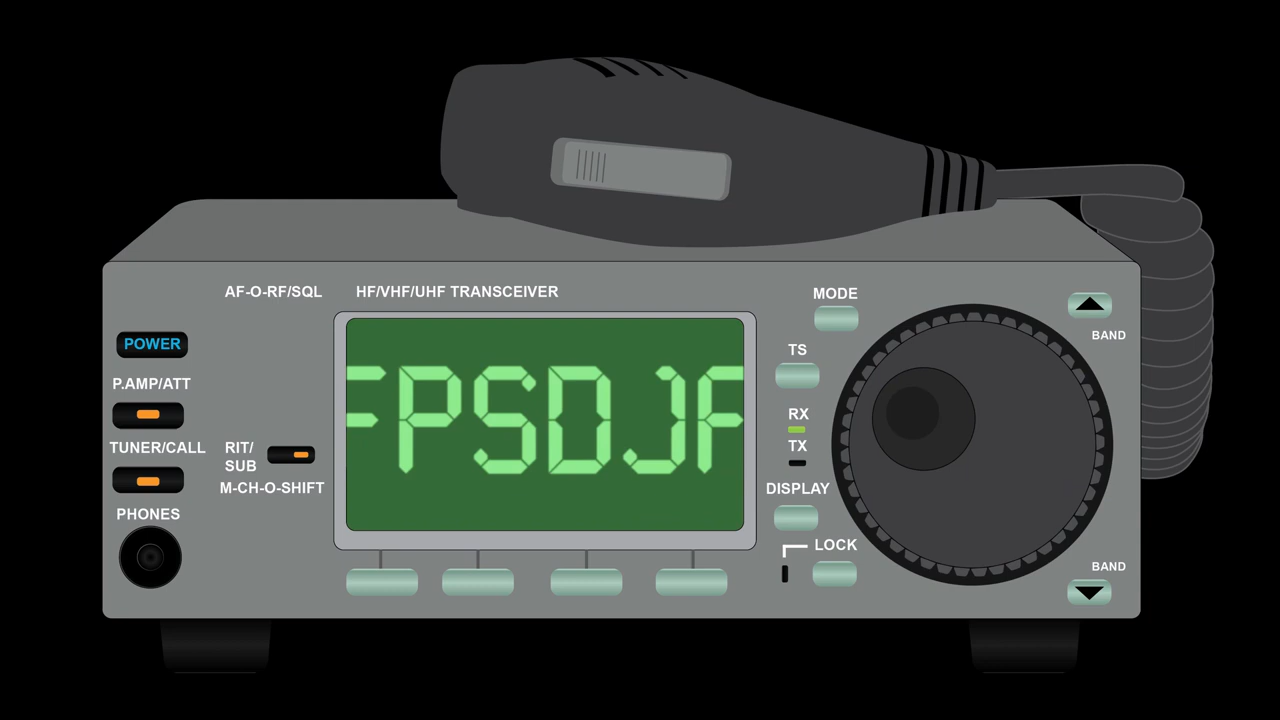 AF-O-RF/SQL
HF/VHF/UHF TRANSCEIVER
MODE
POWER
TS
BAND
P.AMP/ATT
PSDJ
RX
TUNER/CALL
RIT/
SUB
TX
M-CH-O-SHIFT
DISPLAY
PHONES
LOCK
BAND